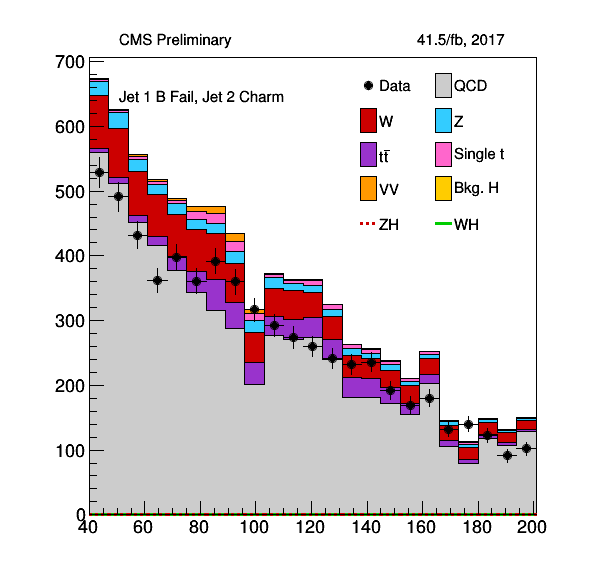 CMS Preliminary 41.5/fb, 2017
Jet 1 B Fail, Jet 2 Charm
Data QCD
W Z
tt̄ Single t
VV Bkg. H
ZH WH
700
600
500
400
300
200
100
0
40 60 80 100 120 140 160 180 200